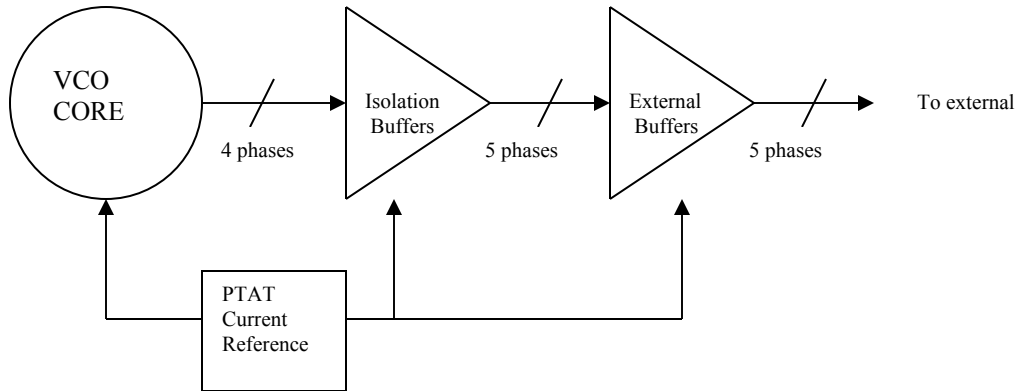 VCO
CORE
Isolation
Buffers
External
Buffers
To external
4 phases
5 phases
5 phases
PTAT
Current
Reference